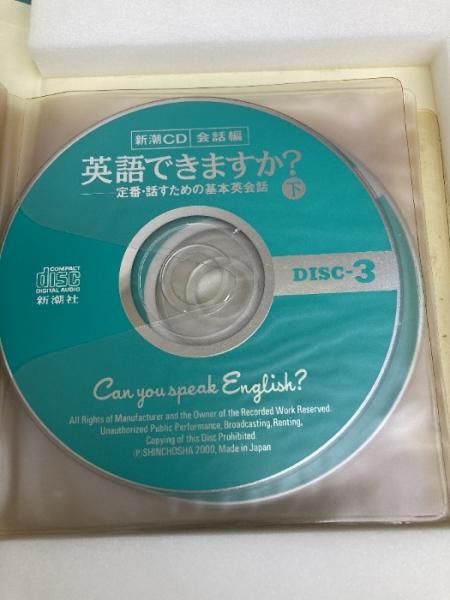 新潮CD 会話編
英語できますか?
定番・話すための基本英会話 下
COMPACT
disc
DIGITAL AUDIO
新潮社
DISC-3
Can you speak English?
All Rights of Manufacturer and the Owner of the Recorded Work Reserved.
Unauthorized Public Performance, Broadcasting, Renting,
Copying of this Disc Prohibited.
Ⓟ SHINCHOSHA 2000, Made in Japan